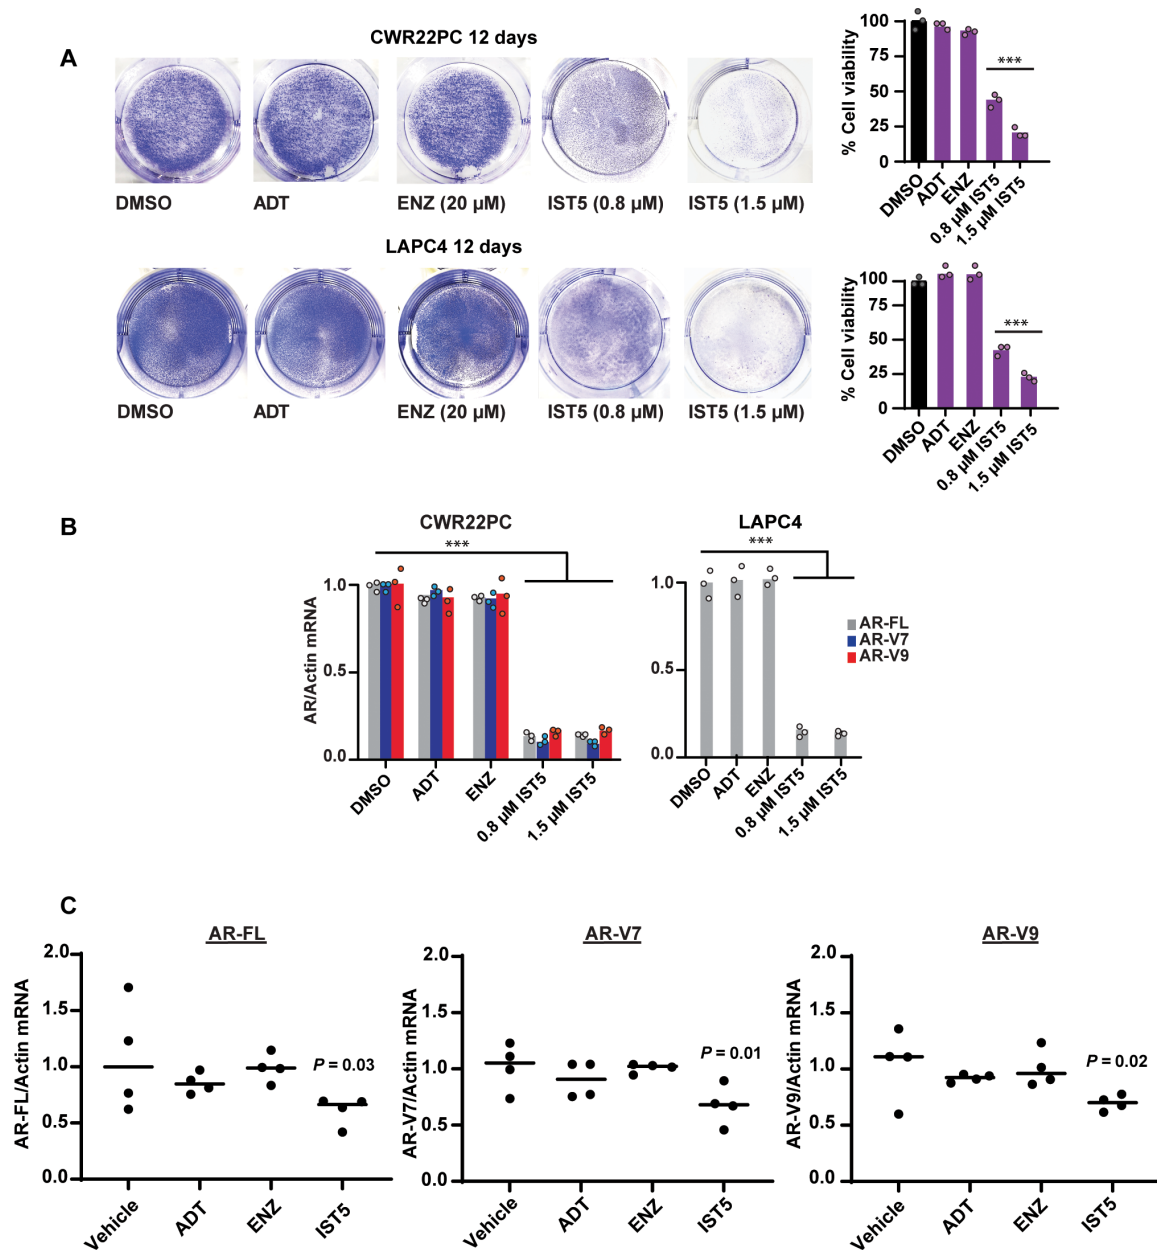 A
CWR22PC 12 days
DMSO
ADT
ENZ (20 µM)
IST5 (0.8 µM)
IST5 (1.5 µM)
% Cell viability
100
75
50
25
0
***
DMSO
ADT
ENZ
0.8 µM IST5
1.5 µM IST5
LAPC4 12 days
DMSO
ADT
ENZ (20 µM)
IST5 (0.8 µM)
IST5 (1.5 µM)
% Cell viability
100
75
50
25
0
***
DMSO
ADT
ENZ
0.8 µM IST5
1.5 µM IST5
B
CWR22PC
***
AR/Actin mRNA
1.0
0.5
0.0
DMSO
ADT
ENZ
0.8 µM IST5
1.5 µM IST5
LAPC4
***
1.0
0.5
0.0
DMSO
ADT
ENZ
0.8 µM IST5
1.5 µM IST5
AR-FL
AR-V7
AR-V9
C
AR-FL
AR-FL/Actin mRNA
2.0
1.5
1.0
0.5
0.0
P = 0.03
Vehicle
ADT
ENZ
IST5
AR-V7
AR-V7/Actin mRNA
2.0
1.5
1.0
0.5
0.0
P = 0.01
Vehicle
ADT
ENZ
IST5
AR-V9
AR-V9/Actin mRNA
2.0
1.5
1.0
0.5
0.0
P = 0.02
Vehicle
ADT
ENZ
IST5